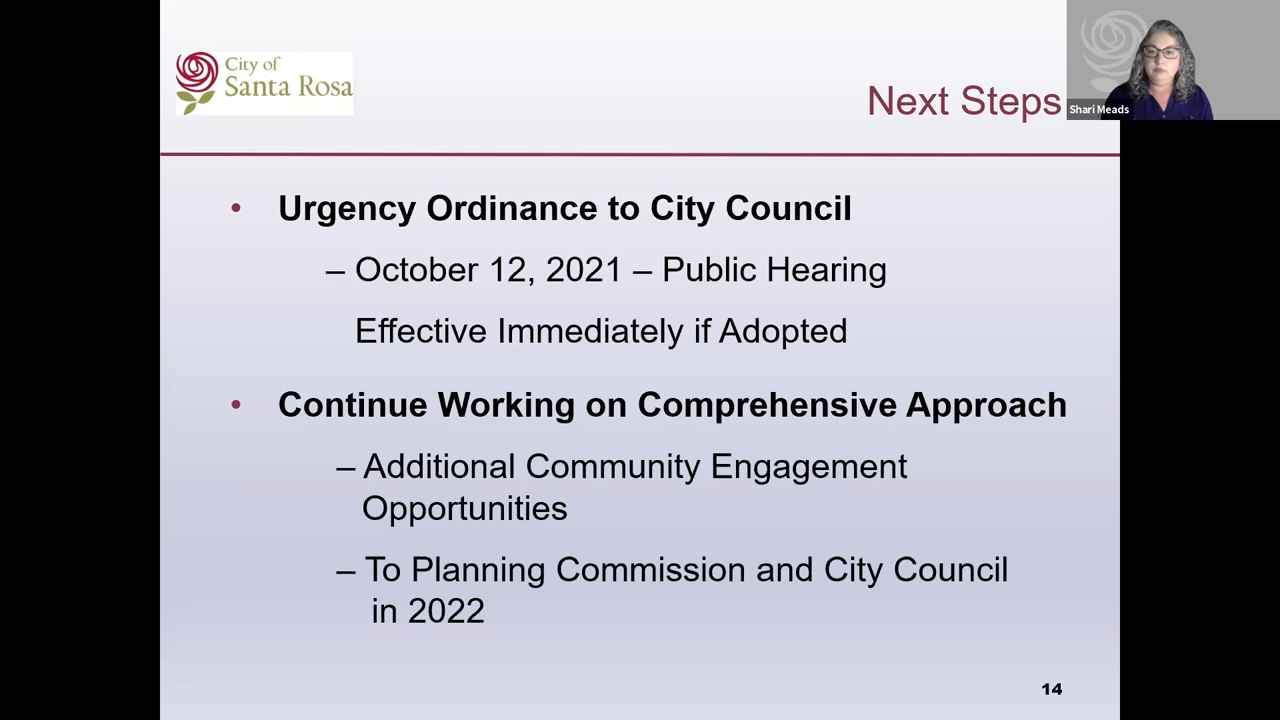 City of
Santa Rosa
Next Steps
Shari Meads
• Urgency Ordinance to City Council
– October 12, 2021 – Public Hearing
Effective Immediately if Adopted
• Continue Working on Comprehensive Approach
– Additional Community Engagement
Opportunities
– To Planning Commission and City Council
in 2022
14